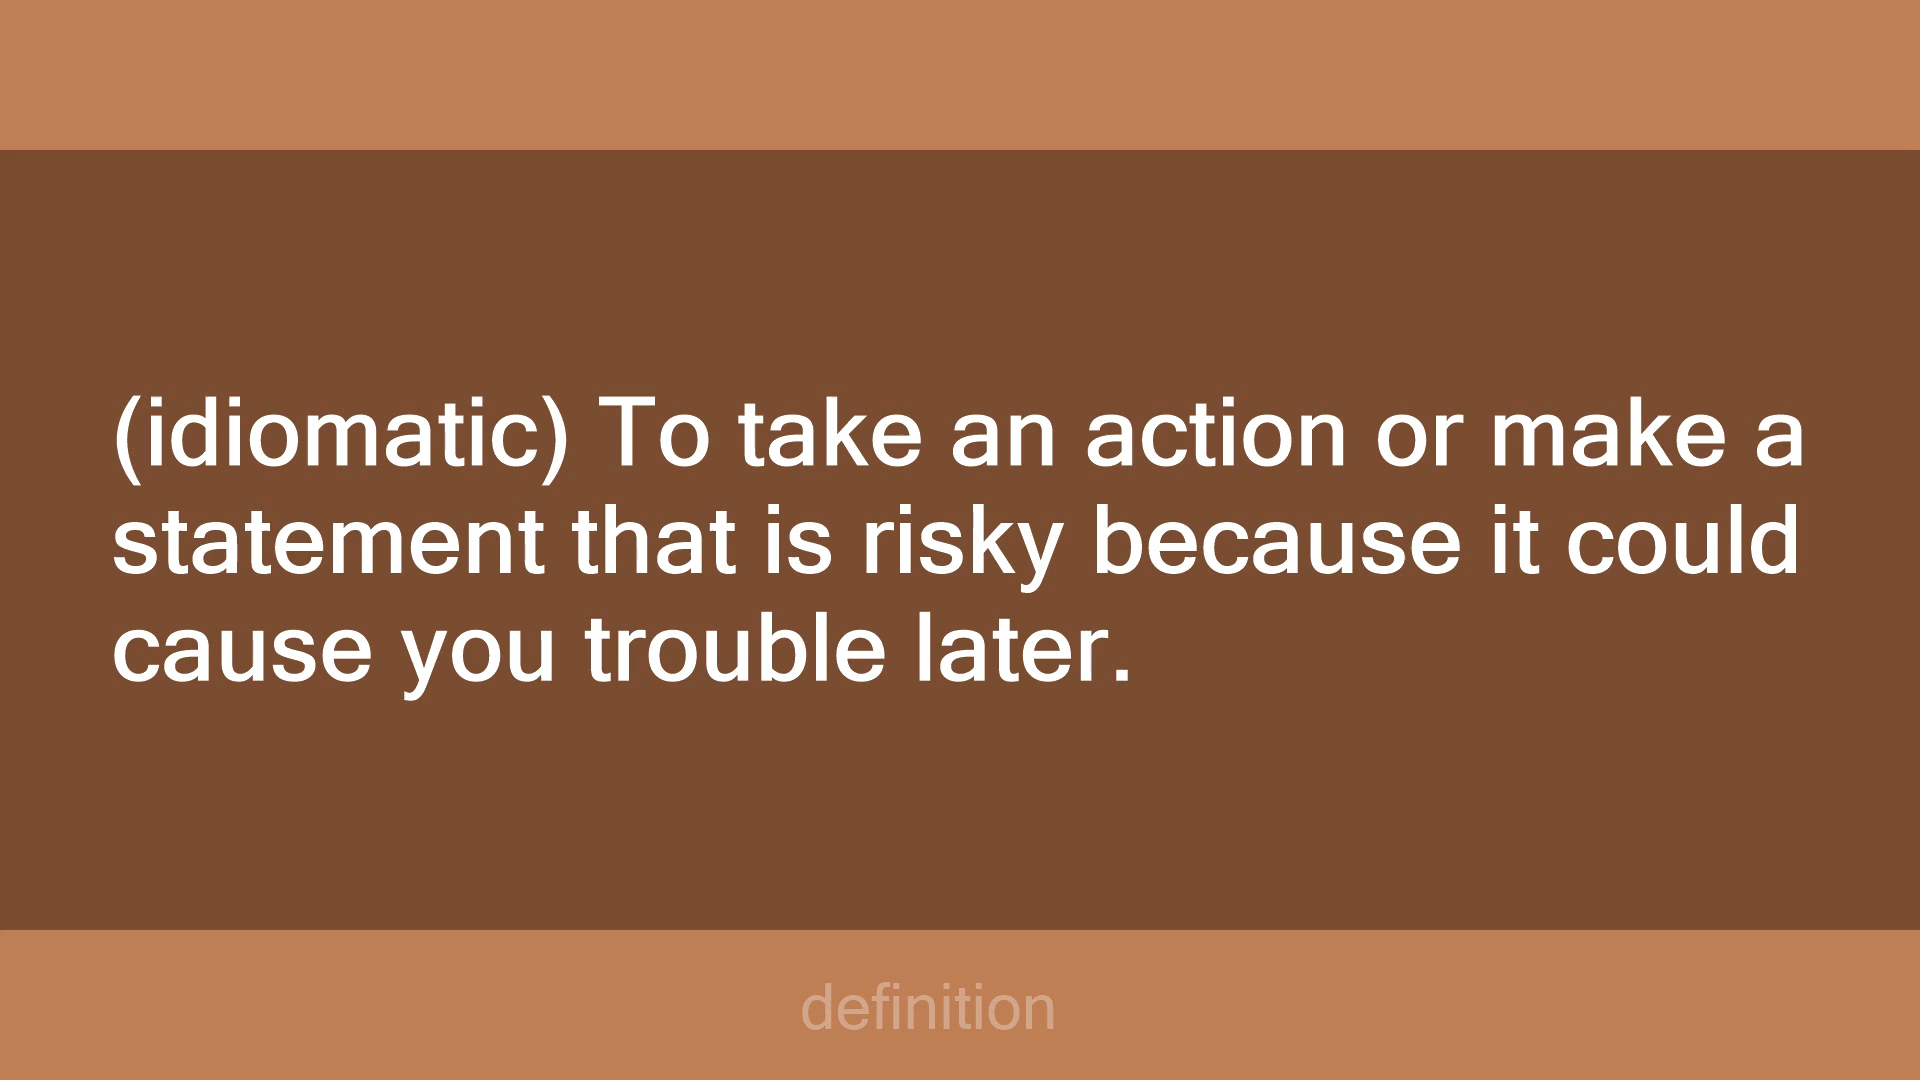 (idiomatic) To take an action or make a
statement that is risky because it could
cause you trouble later.
definition